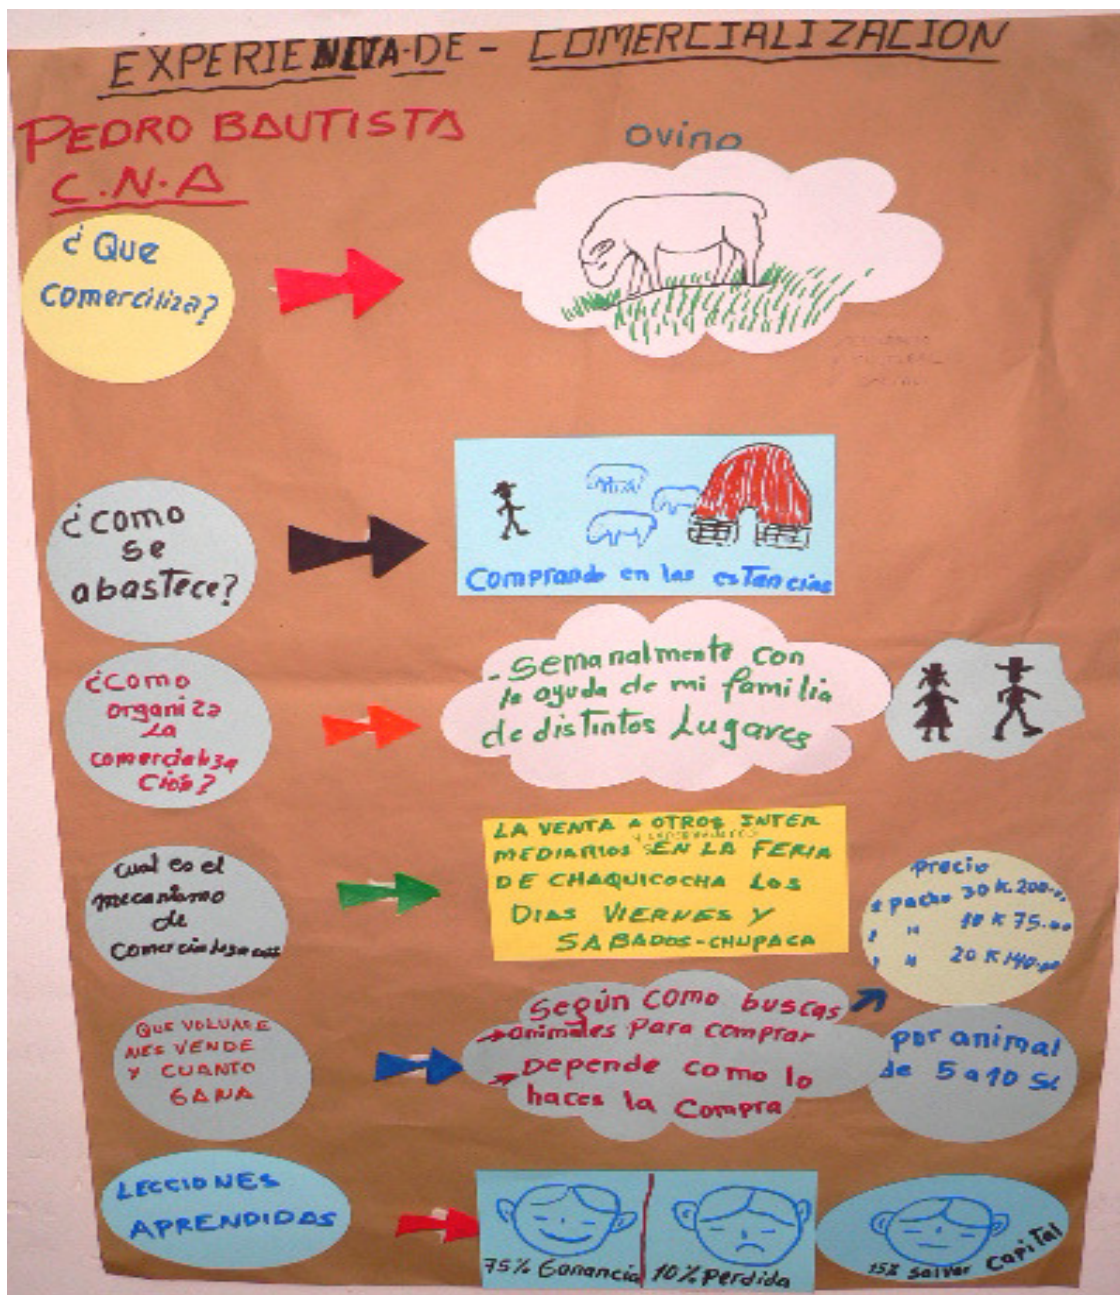 EXPERIENCIA-DE- COMERCIALIZACION
PEDRO BAUTISTA
C.N.A
ovino
¿Que
comerciliza?
¿como
se
abastece?
comprando en las estancias
¿como
organiza
La
comercializa
cion?
-Semanalmente con
la ayuda de mi familia
de distintos Lugares
cual es el
mecanismo
de
LA VENTA A OTROS INTER
MEDIARIOS EN LA FERIA
DE CHAQUICOCHA LOS
DIAS VIERNES Y
SABADOS-CHUPACA
precio
pacho 30 K. 200.
" 10 K 75.00
" 20 K 140.00
QUE VOLUME
NES VENDE
Y CUANTO
GANA
Según como buscas
animales para comprar
Depende como lo
haces la Compra
por animal
de 5 a 10 S/.
LECCIONES
APRENDIDAS
75% Ganancia
10% Perdida
15% Salvar Capital